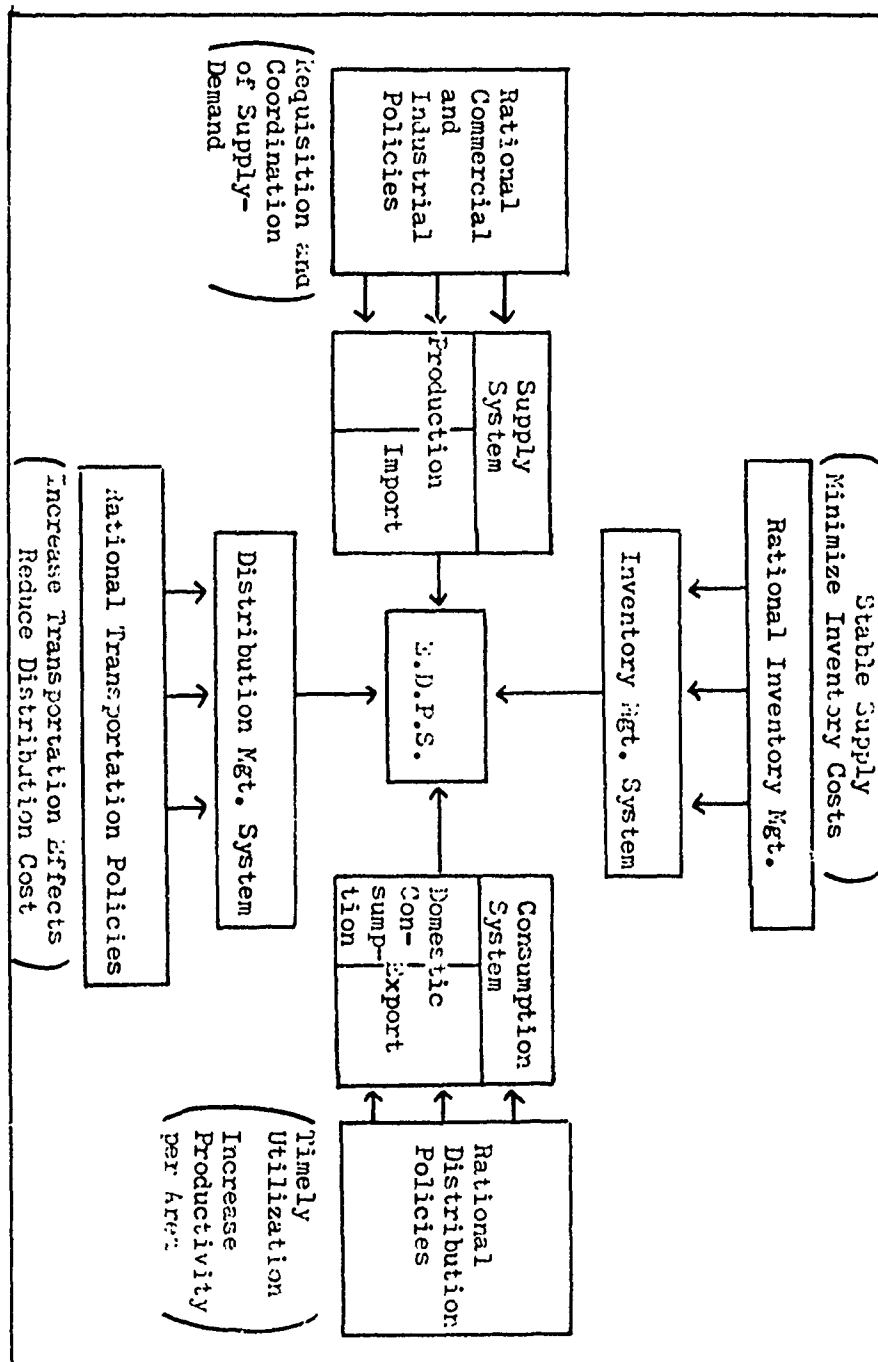 Stable Supply
Minimize Inventory Costs
Rational Inventory Mgt.
Inventory Mgt. System
Rational
Commercial
and
Industrial
Policies
Requisition and
Coordination
of Supply-
Demand
Supply
System
Production
Import
E.D.P.S.
Consumption
System
Domestic
Con-
sump-
tion
Export
Rational
Distribution
Policies
Timely
Utilization
Increase
Productivity
per Area
Distribution Mgt. System
Rational Transportation Policies
Increase Transportation Effects
Reduce Distribution Cost